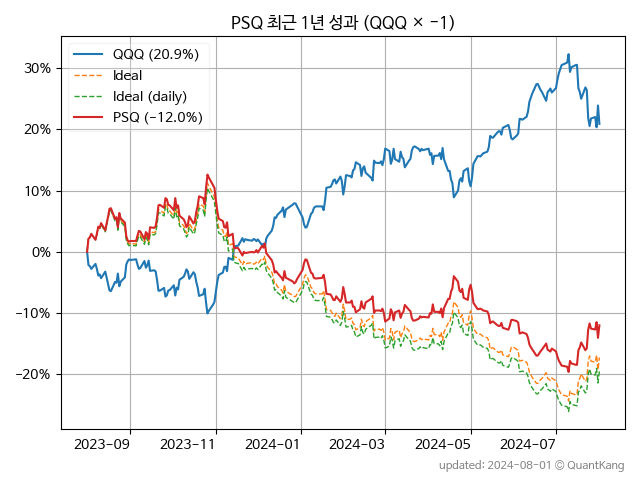 PSQ 최근 1년 성과 (QQQ × −1)
QQQ (20.9%)
Ideal
Ideal (daily)
PSQ (−12.0%)
30%
20%
10%
0%
−10%
−20%
2023-09
2023-11
2024-01
2024-03
2024-05
2024-07
updated: 2024-08-01 © QuantKang